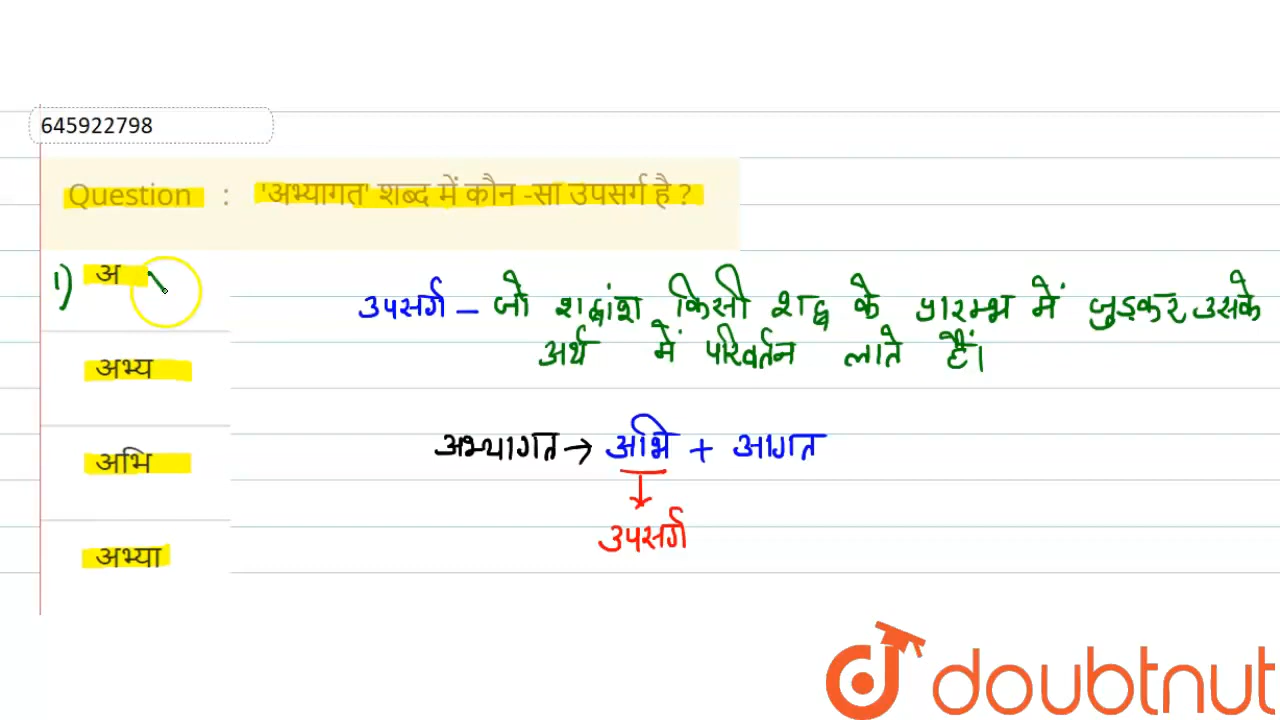 645922798
Question : 'अभ्यागत' शब्द में कौन -सा उपसर्ग है ?
1) अ
उपसर्ग – जो शब्दांश किसी शब्द के प्रारम्भ में जुड़कर उसके
अर्थ में परिवर्तन लाते हैं।
अभ्य
अभ्यागत → अभि + आगत
अभि
उपसर्ग
अभ्या
doubtnut